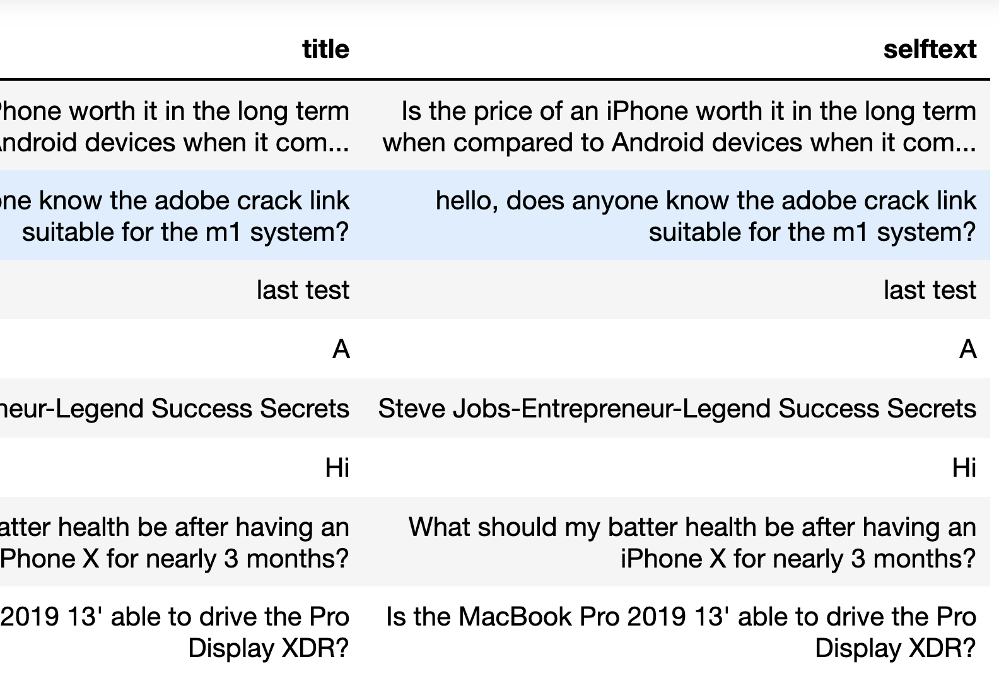 title selftext
Phone worth it in the long term Is the price of an iPhone worth it in the long term
Android devices when it com... when compared to Android devices when it com...
one know the adobe crack link hello, does anyone know the adobe crack link
suitable for the m1 system? suitable for the m1 system?
last test last test
A A
neur-Legend Success Secrets Steve Jobs-Entrepreneur-Legend Success Secrets
Hi Hi
atter health be after having an What should my batter health be after having an
Phone X for nearly 3 months? iPhone X for nearly 3 months?
2019 13' able to drive the Pro Is the MacBook Pro 2019 13' able to drive the Pro
Display XDR? Display XDR?